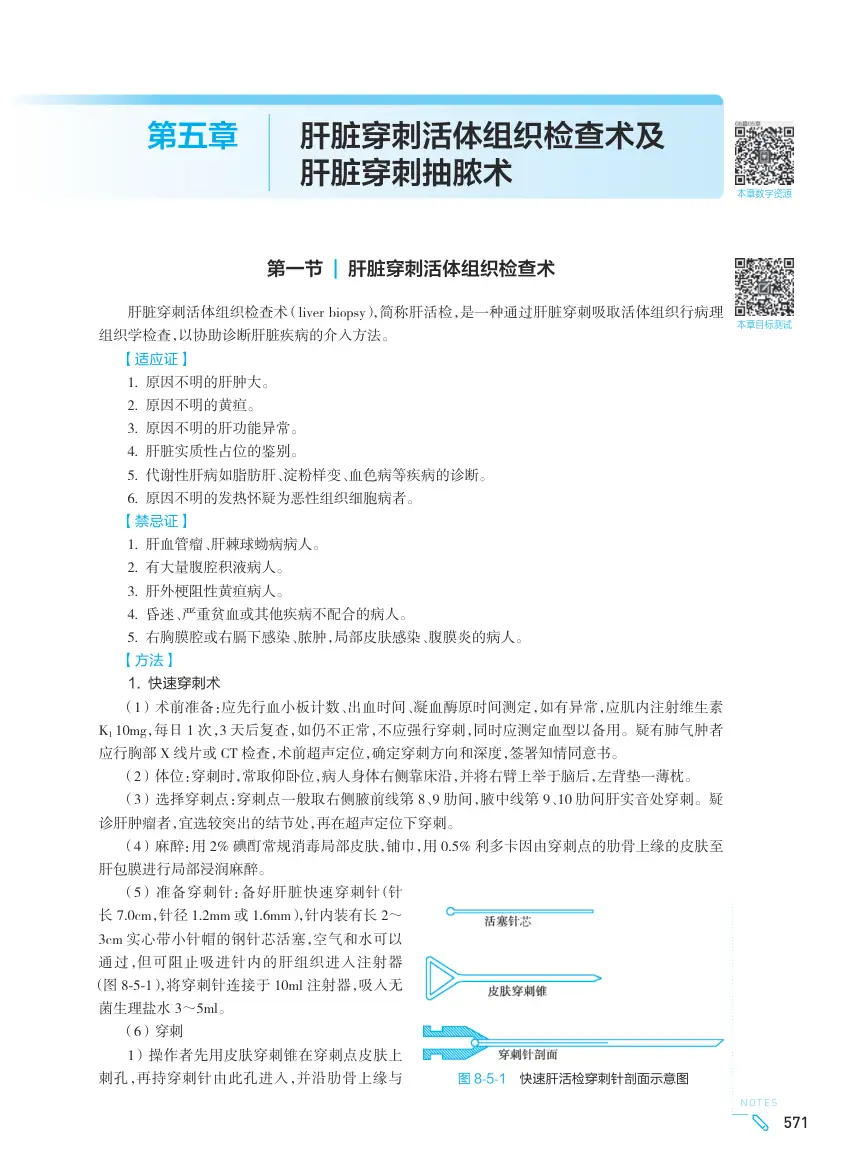 第五章
肝脏穿刺活体组织检查术及
肝脏穿刺抽脓术
本章数字资源
第一节 | 肝脏穿刺活体组织检查术
本章目标测试
肝脏穿刺活体组织检查术（liver biopsy），简称肝活检，是一种通过肝脏穿刺吸取活体组织行病理
组织学检查，以协助诊断肝脏疾病的介入方法。
【适应证】
1. 原因不明的肝肿大。
2. 原因不明的黄疸。
3. 原因不明的肝功能异常。
4. 肝脏实质性占位的鉴别。
5. 代谢性肝病如脂肪肝、淀粉样变、血色病等疾病的诊断。
6. 原因不明的发热怀疑为恶性组织细胞病者。
【禁忌证】
1. 肝血管瘤、肝棘球蚴病病人。
2. 有大量腹腔积液病人。
3. 肝外梗阻性黄疸病人。
4. 昏迷、严重贫血或其他疾病不配合的病人。
5. 右胸膜腔或右膈下感染、脓肿，局部皮肤感染、腹膜炎的病人。
【方法】
1. 快速穿刺术
（1）术前准备：应先行血小板计数、出血时间、凝血酶原时间测定，如有异常，应肌内注射维生素
K₁ 10mg，每日 1 次，3 天后复查，如仍不正常，不应强行穿刺，同时应测定血型以备用。疑有肺气肿者
应行胸部 X 线片或 CT 检查，术前超声定位，确定穿刺方向和深度，签署知情同意书。
（2）体位：穿刺时，常取仰卧位，病人身体右侧靠床沿，并将右臂上举于脑后，左背垫一薄枕。
（3）选择穿刺点：穿刺点一般取右侧腋前线第 8、9 肋间，腋中线第 9、10 肋间肝实音处穿刺。疑
诊肝肿瘤者，宜选较突出的结节处，再在超声定位下穿刺。
（4）麻醉：用 2% 碘酊常规消毒局部皮肤，铺巾，用 0.5% 利多卡因由穿刺点的肋骨上缘的皮肤至
肝包膜进行局部浸润麻醉。
（5）准备穿刺针：备好肝脏快速穿刺针（针
长 7.0cm，针径 1.2mm 或 1.6mm），针内装有长 2～
3cm 实心带小针帽的钢针芯活塞，空气和水可以
通过，但可阻止吸进针内的肝组织进入注射器
（图 8-5-1），将穿刺针连接于 10ml 注射器，吸入无
菌生理盐水 3～5ml。
（6）穿刺
1）操作者先用皮肤穿刺锥在穿刺点皮肤上
刺孔，再持穿刺针由此孔进入，并沿肋骨上缘与
活塞针芯
皮肤穿刺锥
穿刺针剖面
图 8-5-1 快速肝活检穿刺针剖面示意图
NOTES
571